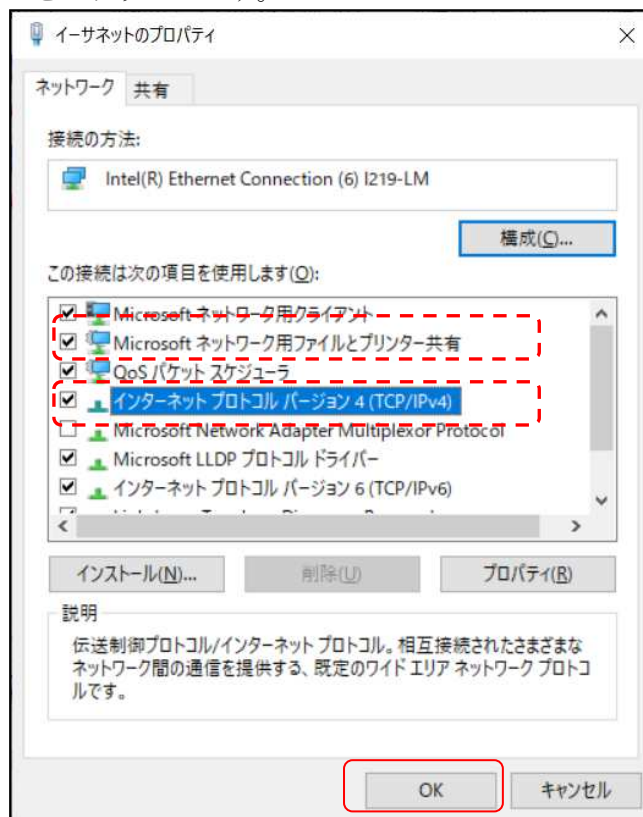 イーサネットのプロパティ
ネットワーク 共有
接続の方法:
Intel(R) Ethernet Connection (6) I219-LM
構成(C)...
この接続は次の項目を使用します(O):
Microsoft ネットワーク用クライアント
Microsoft ネットワーク用ファイルとプリンター共有
QoS パケット スケジューラ
インターネット プロトコル バージョン 4 (TCP/IPv4)
Microsoft Network Adapter Multiplexor Protocol
Microsoft LLDP プロトコル ドライバー
インターネット プロトコル バージョン 6 (TCP/IPv6)
インストール(N)... 削除(U) プロパティ(R)
説明
伝送制御プロトコル/インターネット プロトコル。相互接続されたさまざまな
ネットワーク間の通信を提供する、既定のワイド エリア ネットワーク プロトコ
ルです。
OK キャンセル